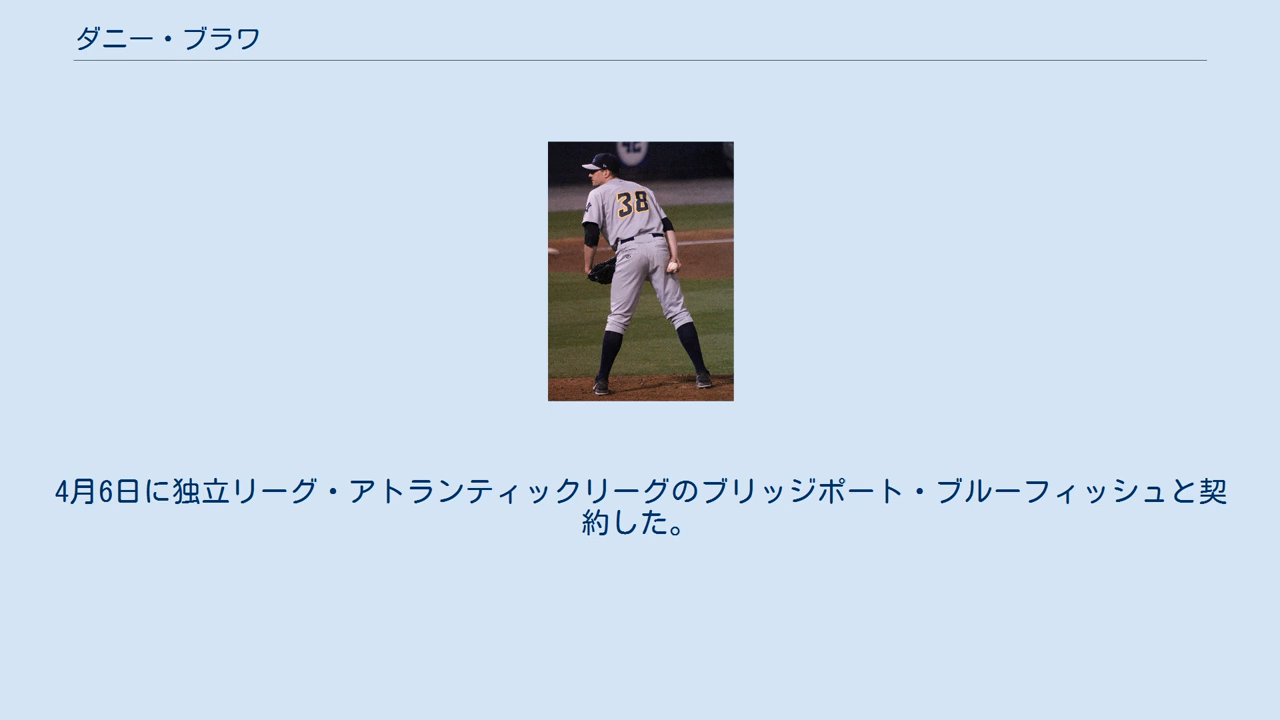 ダニー・ブラワ
38
4月6日に独立リーグ・アトランティックリーグのブリッジポート・ブルーフィッシュと契
約した。